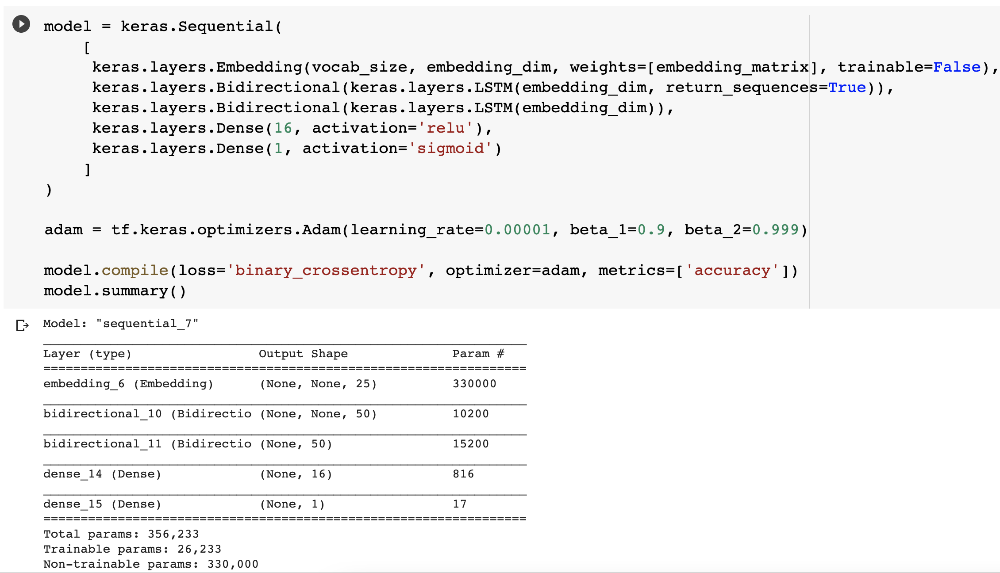 model = keras.Sequential(
    [
     keras.layers.Embedding(vocab_size, embedding_dim, weights=[embedding_matrix], trainable=False),
     keras.layers.Bidirectional(keras.layers.LSTM(embedding_dim, return_sequences=True)),
     keras.layers.Bidirectional(keras.layers.LSTM(embedding_dim)),
     keras.layers.Dense(16, activation='relu'),
     keras.layers.Dense(1, activation='sigmoid')
    ]
)

adam = tf.keras.optimizers.Adam(learning_rate=0.00001, beta_1=0.9, beta_2=0.999)

model.compile(loss='binary_crossentropy', optimizer=adam, metrics=['accuracy'])
model.summary()
Model: "sequential_7"
_________________________________________________________________
Layer (type)                 Output Shape              Param #
=================================================================
embedding_6 (Embedding)      (None, None, 25)          330000
_________________________________________________________________
bidirectional_10 (Bidirectio (None, None, 50)          10200
_________________________________________________________________
bidirectional_11 (Bidirectio (None, 50)                15200
_________________________________________________________________
dense_14 (Dense)             (None, 16)                816
_________________________________________________________________
dense_15 (Dense)             (None, 1)                 17
=================================================================
Total params: 356,233
Trainable params: 26,233
Non-trainable params: 330,000